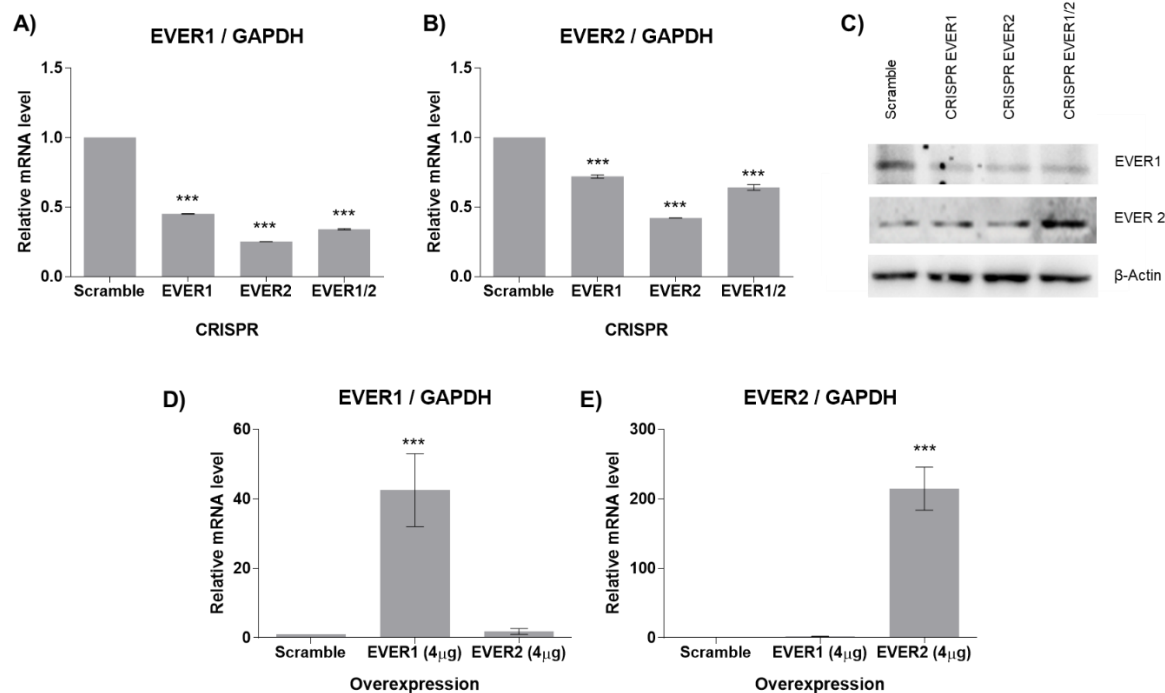 A)
EVER1 / GAPDH
Relative mRNA level
1.5
1.0
0.5
0.0
***
***
***
Scramble EVER1 EVER2 EVER1/2
CRISPR
B)
EVER2 / GAPDH
Relative mRNA level
1.5
1.0
0.5
0.0
***
***
***
Scramble EVER1 EVER2 EVER1/2
CRISPR
C)
Scramble
CRISPR EVER1
CRISPR EVER2
CRISPR EVER1/2
EVER1
EVER 2
β-Actin
D)
EVER1 / GAPDH
Relative mRNA level
60
40
20
0
***
Scramble EVER1 (4μg) EVER2 (4μg)
Overexpression
E)
EVER2 / GAPDH
Relative mRNA level
300
200
100
0
***
Scramble EVER1 (4μg) EVER2 (4μg)
Overexpression